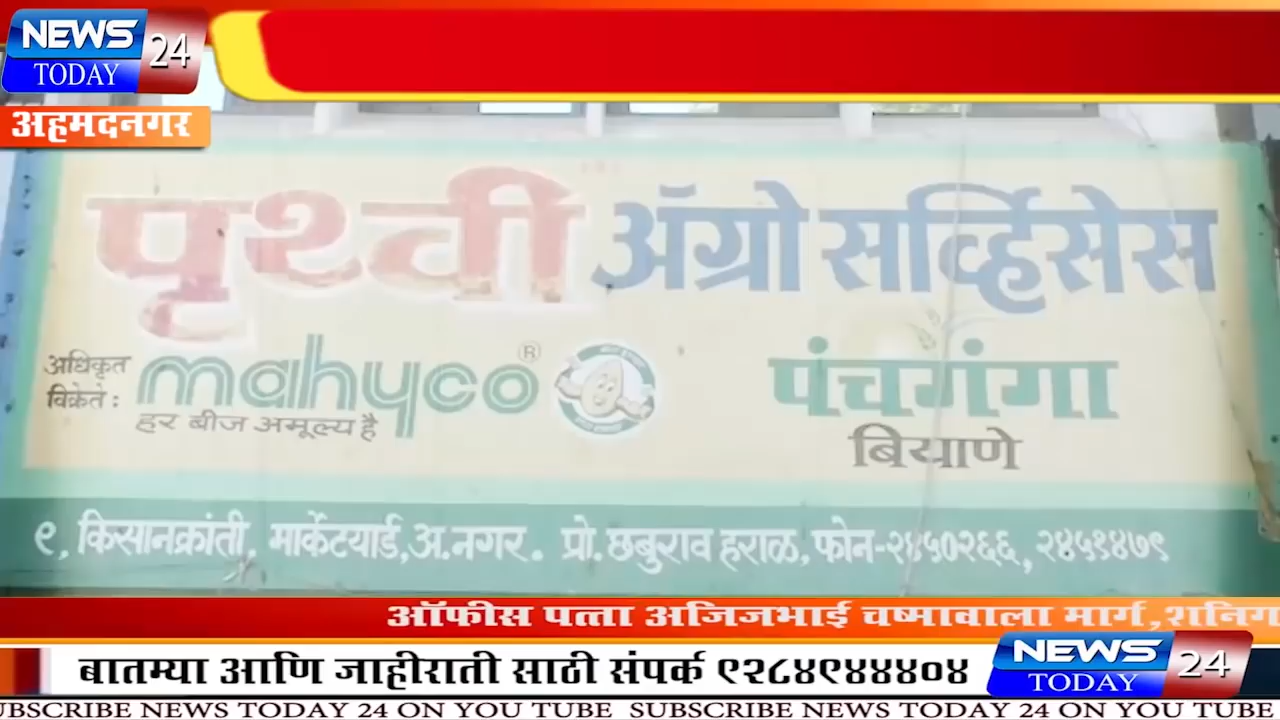 NEWS TODAY 24
अहमदनगर
पृथ्वी ॲग्रो सर्व्हिसेस
अधिकृत विक्रेते : mahyco®
हर बीज अमूल्य है
पंचगंगा
बियाणे
९, किसानक्रांती, मार्केटयार्ड, अ.नगर. प्रो. छबुराव हराळ, फोन-२४५०२६६, २४५१४७९
ऑफीस पत्ता अजिजभाई चष्मावाला मार्ग,शनिग
बातम्या आणि जाहीराती साठी संपर्क ९२८४९४४४०४
NEWS TODAY 24
UBSCRIBE NEWS TODAY 24 ON YOU TUBE SUBSCRIBE NEWS TODAY 24 ON YOU TUBE